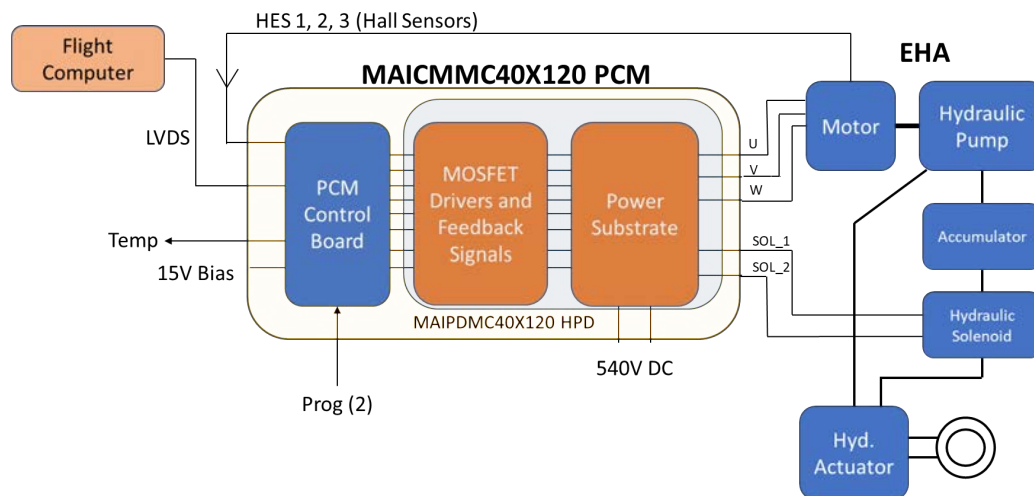 HES 1, 2, 3 (Hall Sensors)
Flight
Computer
EHA
MAICMMC40X120 PCM
LVDS
PCM
Control
Board
MOSFET
Drivers and
Feedback
Signals
Power
Substrate
U
V
W
Motor
Hydraulic
Pump
Accumulator
SOL_1
SOL_2
Hydraulic
Solenoid
Temp
15V Bias
MAIPDMC40X120 HPD
540V DC
Prog (2)
Hyd.
Actuator